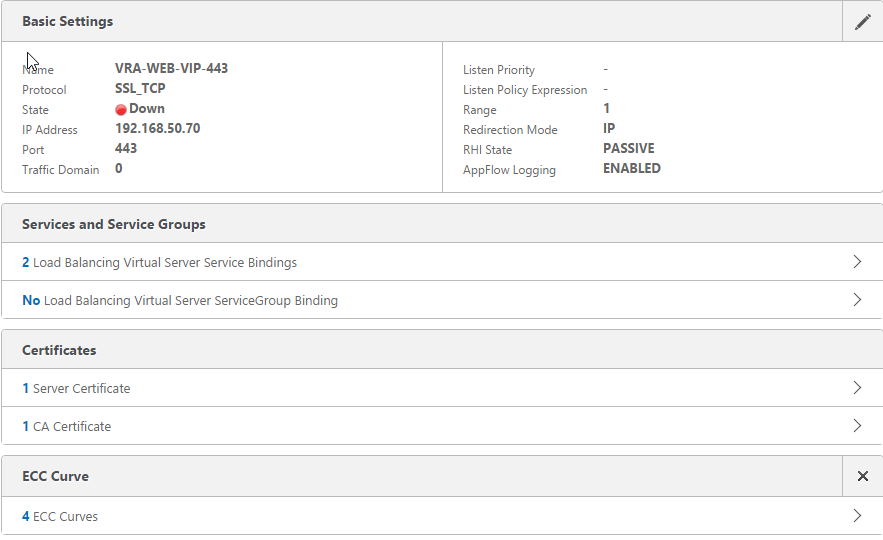 Basic Settings
Name VRA-WEB-VIP-443
Protocol SSL_TCP
State Down
IP Address 192.168.50.70
Port 443
Traffic Domain 0
Listen Priority -
Listen Policy Expression -
Range 1
Redirection Mode IP
RHI State PASSIVE
AppFlow Logging ENABLED
Services and Service Groups
2 Load Balancing Virtual Server Service Bindings
No Load Balancing Virtual Server ServiceGroup Binding
Certificates
1 Server Certificate
1 CA Certificate
ECC Curve
4 ECC Curves